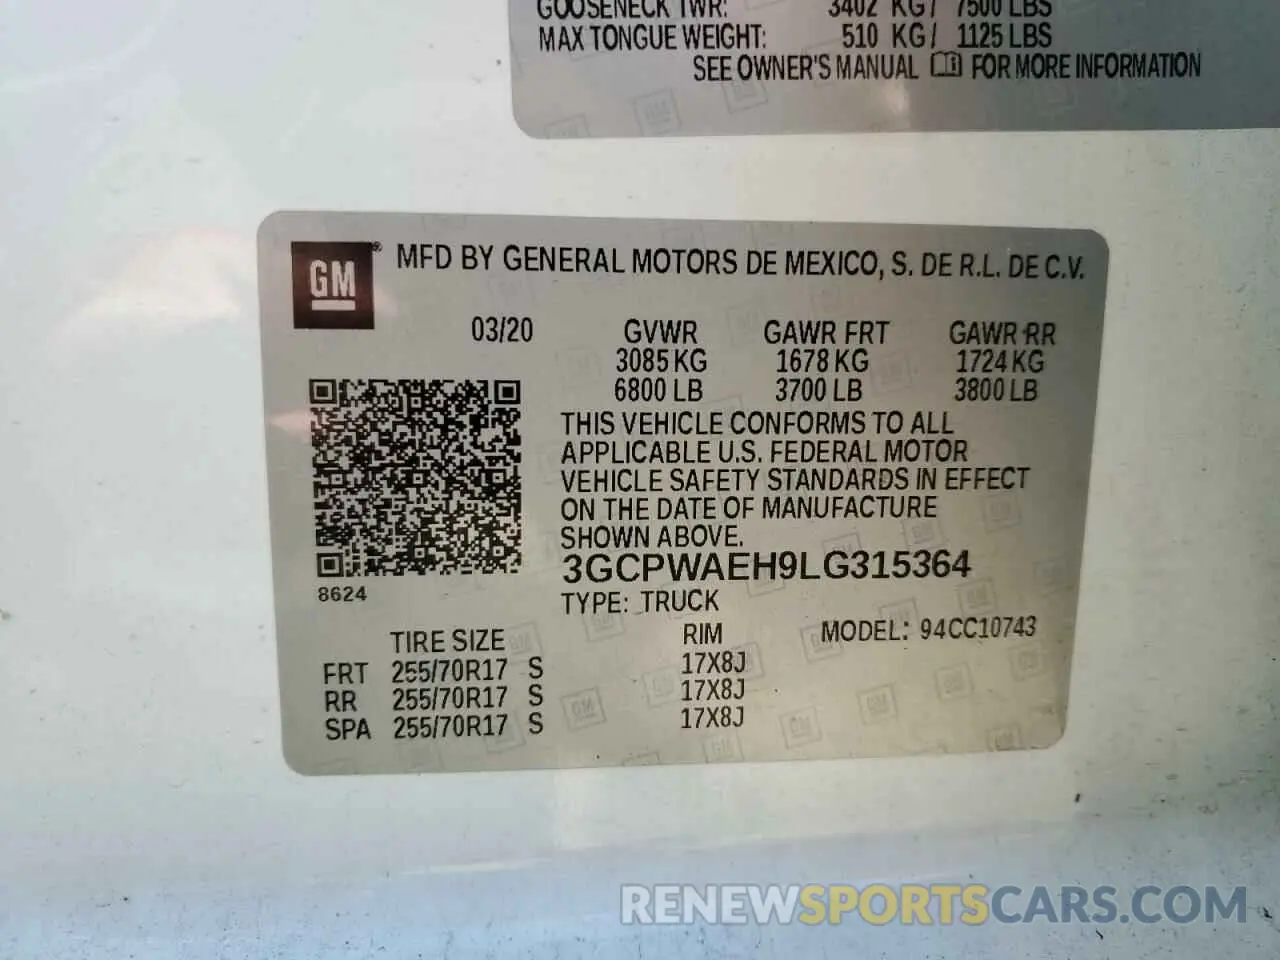 GOOSENECK TWR: 3402 KG/ 7500 LBS
MAX TONGUE WEIGHT: 510 KG/ 1125 LBS
SEE OWNER'S MANUAL FOR MORE INFORMATION
GM® MFD BY GENERAL MOTORS DE MEXICO, S. DE R.L. DE C.V.
03/20 GVWR GAWR FRT GAWR RR
3085 KG 1678 KG 1724 KG
6800 LB 3700 LB 3800 LB
THIS VEHICLE CONFORMS TO ALL
APPLICABLE U.S. FEDERAL MOTOR
VEHICLE SAFETY STANDARDS IN EFFECT
ON THE DATE OF MANUFACTURE
SHOWN ABOVE.
3GCPWAEH9LG315364
8624
TYPE: TRUCK
TIRE SIZE RIM MODEL: 94CC10743
FRT 255/70R17 S 17X8J
RR 255/70R17 S 17X8J
SPA 255/70R17 S 17X8J
RENEWSPORTSCARS.COM